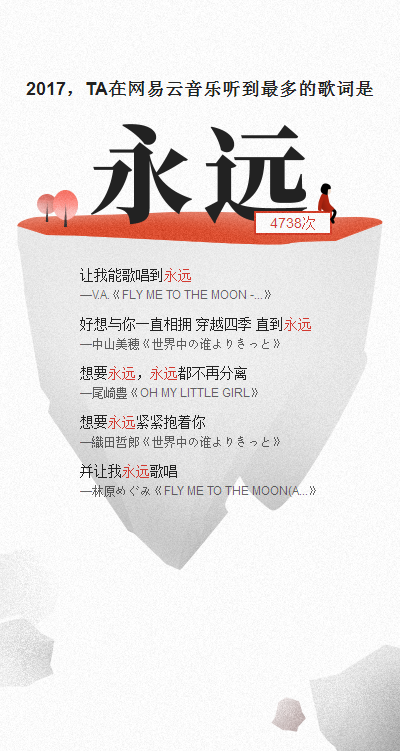 2017，TA在网易云音乐听到最多的歌词是
永远
4738次
让我能歌唱到永远
—V.A.《FLY ME TO THE MOON -...》
好想与你一直相拥 穿越四季 直到永远
—中山美穂《世界中の誰よりきっと》
想要永远，永远都不再分离
—尾崎豊《OH MY LITTLE GIRL》
想要永远紧紧抱着你
—織田哲郎《世界中の誰よりきっと》
并让我永远歌唱
—林原めぐみ《FLY ME TO THE MOON(A...》